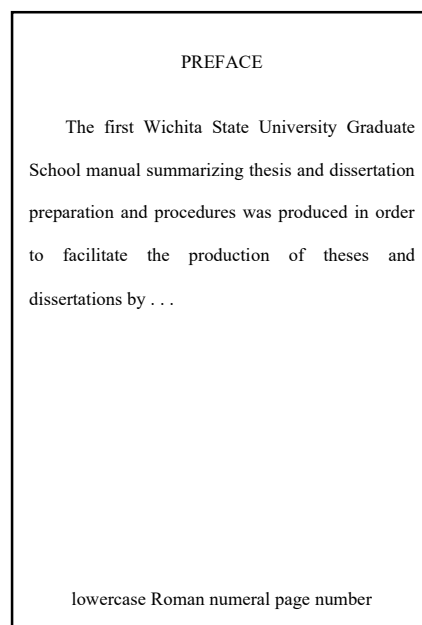 PREFACE
The first Wichita State University Graduate
School manual summarizing thesis and dissertation
preparation and procedures was produced in order
to facilitate the production of theses and
dissertations by . . .
lowercase Roman numeral page number